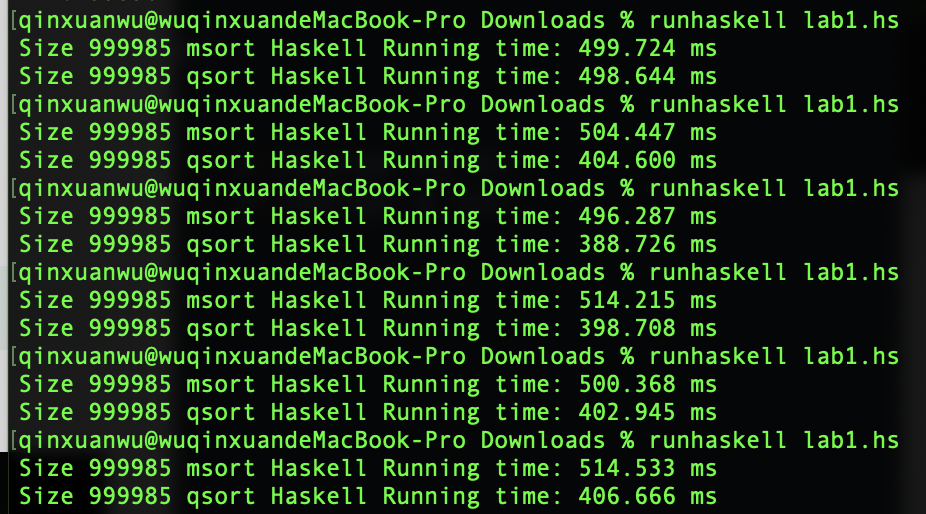 [qinxuanwu@wuqinxuandeMacBook-Pro Downloads % runhaskell lab1.hs
Size 999985 msort Haskell Running time: 499.724 ms
Size 999985 qsort Haskell Running time: 498.644 ms
[qinxuanwu@wuqinxuandeMacBook-Pro Downloads % runhaskell lab1.hs
Size 999985 msort Haskell Running time: 504.447 ms
Size 999985 qsort Haskell Running time: 404.600 ms
[qinxuanwu@wuqinxuandeMacBook-Pro Downloads % runhaskell lab1.hs
Size 999985 msort Haskell Running time: 496.287 ms
Size 999985 qsort Haskell Running time: 388.726 ms
[qinxuanwu@wuqinxuandeMacBook-Pro Downloads % runhaskell lab1.hs
Size 999985 msort Haskell Running time: 514.215 ms
Size 999985 qsort Haskell Running time: 398.708 ms
[qinxuanwu@wuqinxuandeMacBook-Pro Downloads % runhaskell lab1.hs
Size 999985 msort Haskell Running time: 500.368 ms
Size 999985 qsort Haskell Running time: 402.945 ms
[qinxuanwu@wuqinxuandeMacBook-Pro Downloads % runhaskell lab1.hs
Size 999985 msort Haskell Running time: 514.533 ms
Size 999985 qsort Haskell Running time: 406.666 ms